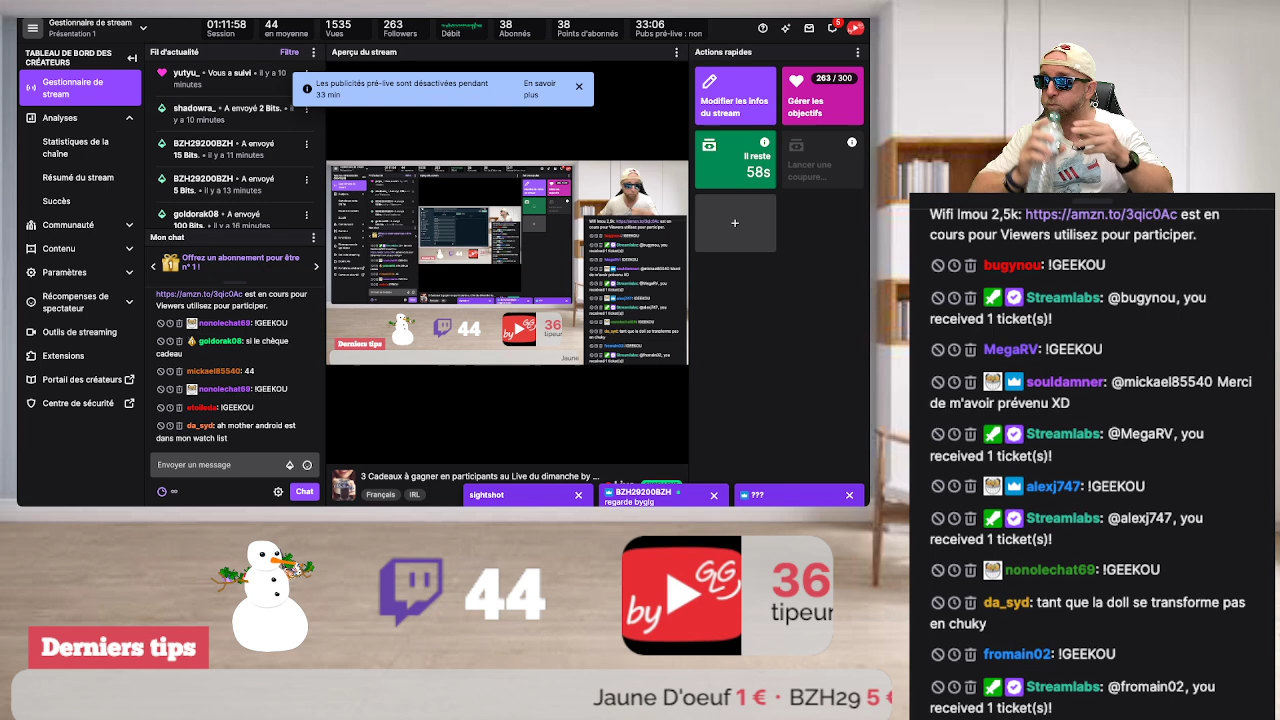 Gestionnaire de stream
Présentation 1
01:11:58
Session
44
en moyenne
1535
Vues
263
Followers
Débit
38
Abonnés
38
Points d'abonnés
33:06
Pubs pré-live : non
5
TABLEAU DE BORD DES
CRÉATEURS
Gestionnaire de
stream
Analyses
Statistiques de la
chaîne
Résumé du stream
Succès
Communauté
Contenu
Paramètres
Récompenses de
spectateur
Outils de streaming
Extensions
Portail des créateurs
Centre de sécurité
Fil d'actualité
Filtre
yutyu_ • Vous a suivi • il y a 10
minutes
shadowra_ • A envoyé 2 Bits. • il
y a 10 minutes
BZH29200BZH • A envoyé
15 Bits. • il y a 11 minutes
BZH29200BZH • A envoyé
5 Bits. • il y a 13 minutes
goldorak08 • A envoyé
100 Bits. • il y a 16 minutes
Mon chat
Offrez un abonnement pour être
n° 1 !
https://amzn.to/3qic0Ac est en cours pour
Viewers utilisez pour participer.
nonolechat69: !GEEKOU
goldorak08: si le chèque
cadeau
mickael85540: 44
nonolechat69: !GEEKOU
etoileda: !GEEKOU
da_syd: ah mother android est
dans mon watch list
Envoyer un message
Chat
Aperçu du stream
Les publicités pré-live sont désactivées pendant
33 min
En savoir
plus
Derniers tips
44
by
36
tipeur
Jaune
3 Cadeaux à gagner en participants au Live du dimanche by ...
Français
IRL
sightshot
BZH29200BZH
regarde byglg
???
Actions rapides
Modifier les infos
du stream
263 / 300
Gérer les
objectifs
Il reste
58s
Lancer une
coupure...
Wifi Imou 2,5k: https://amzn.to/3qic0Ac est en
cours pour Viewers utilisez pour participer.
bugynou: !GEEKOU
Streamlabs: @bugynou, you
received 1 ticket(s)!
MegaRV: !GEEKOU
souldamner: @mickael85540 Merci
de m'avoir prévenu XD
Streamlabs: @MegaRV, you
received 1 ticket(s)!
alexj747: !GEEKOU
Streamlabs: @alexj747, you
received 1 ticket(s)!
nonolechat69: !GEEKOU
da_syd: tant que la doll se transforme pas
en chuky
fromain02: !GEEKOU
Streamlabs: @fromain02, you
received 1 ticket(s)!
44
by GLG
36
tipeur
Derniers tips
Jaune D'oeuf 1 € · BZH29 5 €